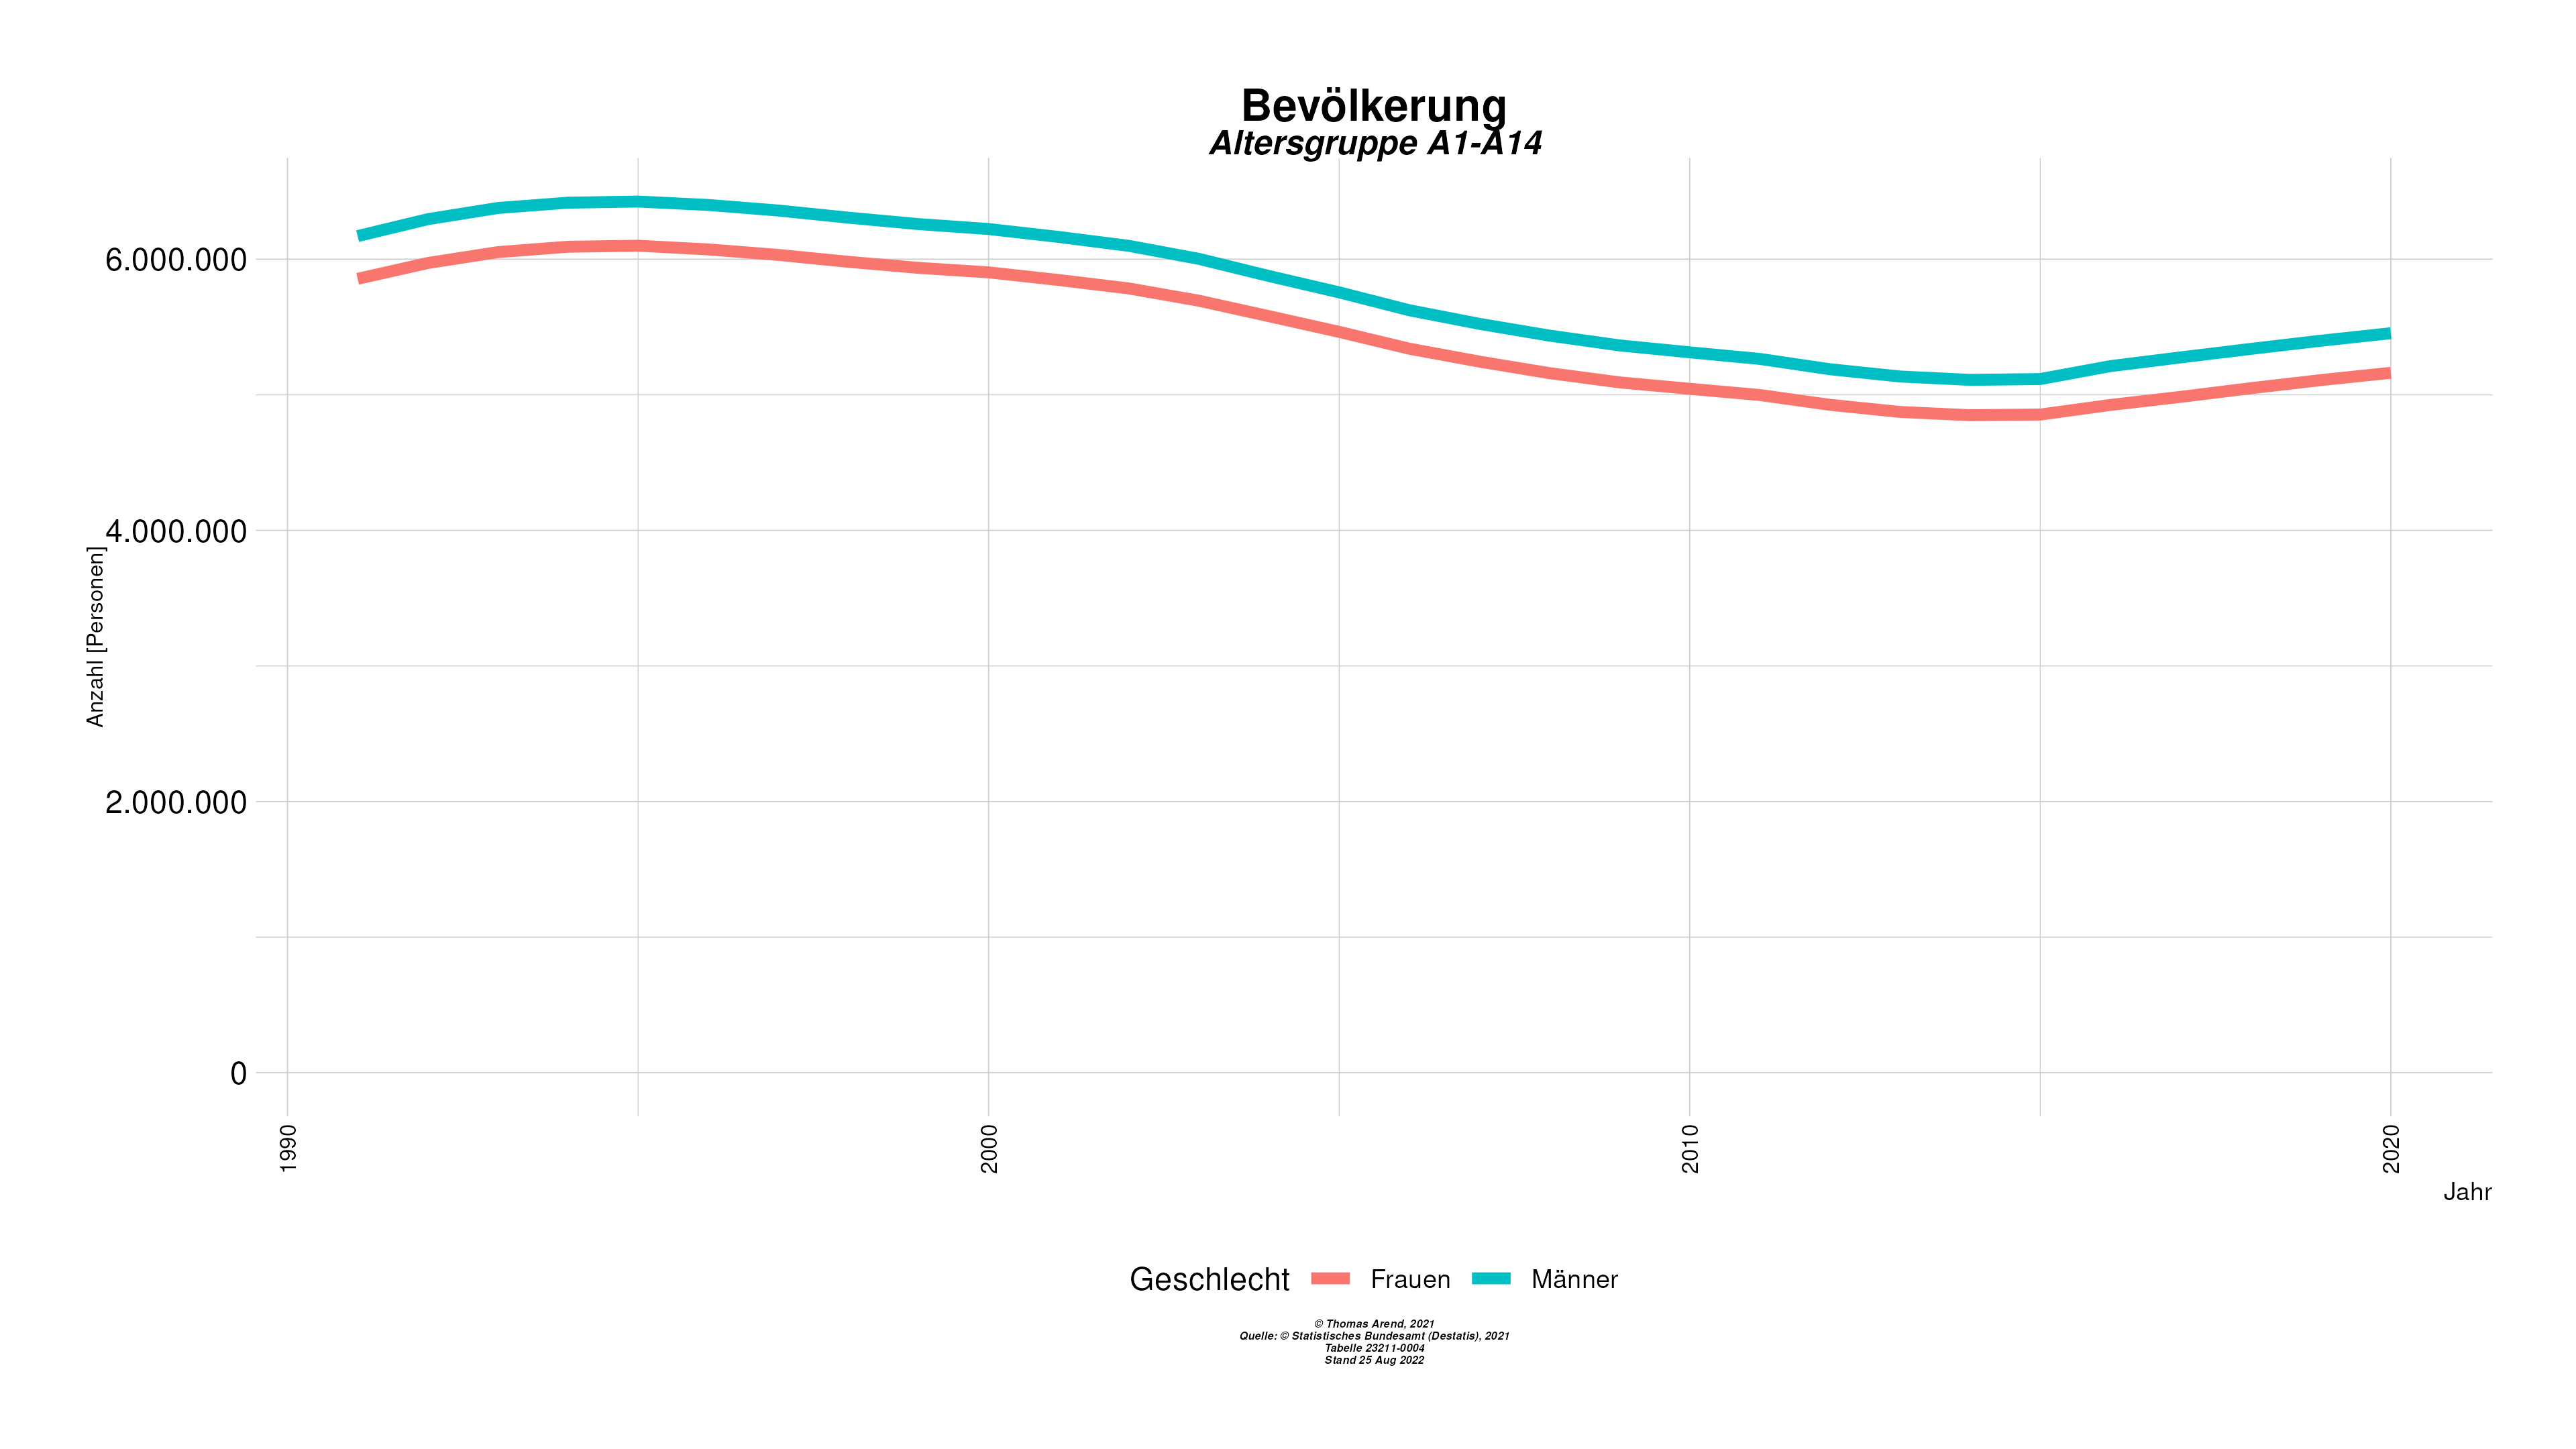 Bevölkerung
Altersgruppe A1-A14
Anzahl [Personen]
6.000.000
4.000.000
2.000.000
0
1990
2000
2010
2020
Jahr
Geschlecht Frauen Männer
© Thomas Arend, 2021
Quelle: © Statistisches Bundesamt (Destatis), 2021
Tabelle 23211-0004
Stand 25 Aug 2022